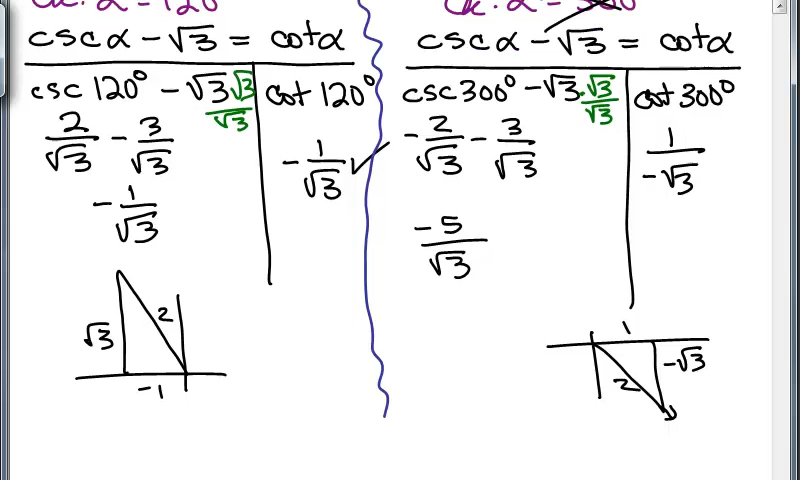 ck: α = 120
csc α - √3 = cot α
csc 120° - √3 √3/√3
cot 120°
2/√3 - 3/√3
- 1/√3 ✓
- 1/√3
√3
2
-1
csc α - √3 = cot α
csc 300° - √3 · √3/√3
cot 300°
- 2/√3 - 3/√3
1/-√3
-5/√3
1
-√3
2